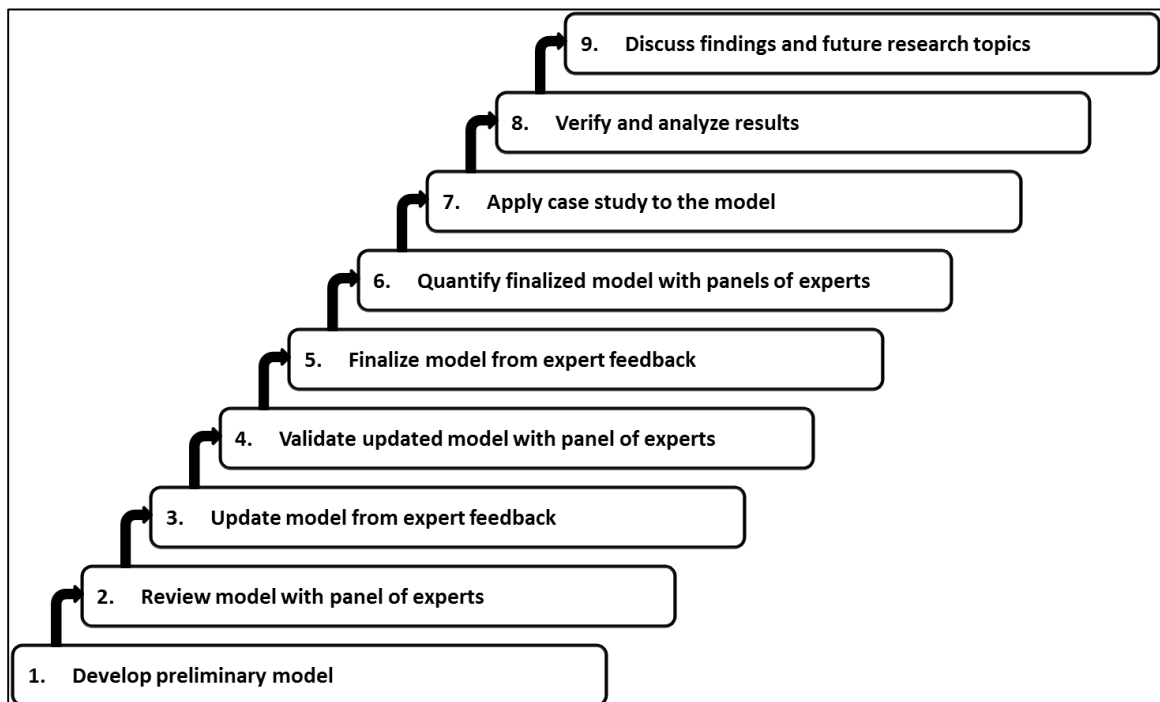 9. Discuss findings and future research topics
8. Verify and analyze results
7. Apply case study to the model
6. Quantify finalized model with panels of experts
5. Finalize model from expert feedback
4. Validate updated model with panel of experts
3. Update model from expert feedback
2. Review model with panel of experts
1. Develop preliminary model